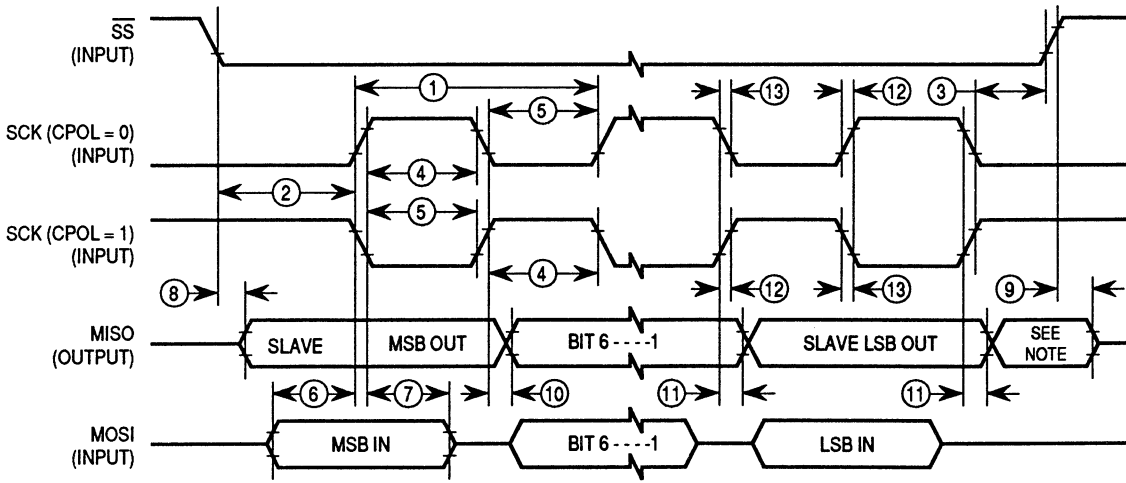 SS
(INPUT)
1
13
12
3
5
SCK (CPOL = 0)
(INPUT)
4
2
5
SCK (CPOL = 1)
(INPUT)
4
12
13
8
9
MISO
(OUTPUT)
SLAVE
MSB OUT
BIT 6 - - - - 1
SLAVE LSB OUT
SEE
NOTE
6
7
10
11
11
MOSI
(INPUT)
MSB IN
BIT 6 - - - - 1
LSB IN